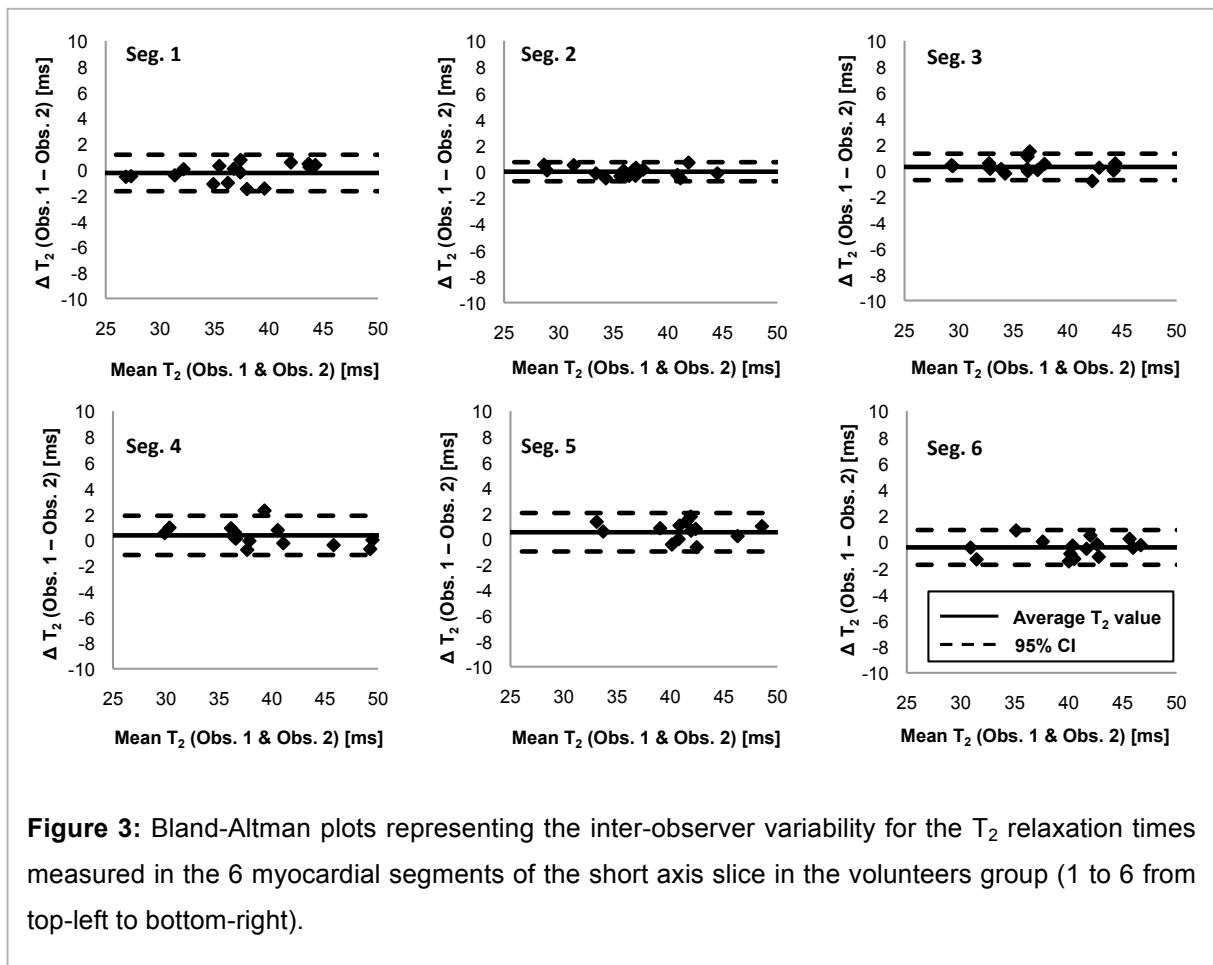 Seg. 1
10
8
6
4
2
0
-2
-4
-6
-8
-10
Δ T₂ (Obs. 1 – Obs. 2) [ms]
25 30 35 40 45 50
Mean T₂ (Obs. 1 & Obs. 2) [ms]
Seg. 2
10
8
6
4
2
0
-2
-4
-6
-8
-10
Δ T₂ (Obs. 1 – Obs. 2) [ms]
25 30 35 40 45 50
Mean T₂ (Obs. 1 & Obs. 2) [ms]
Seg. 3
10
8
6
4
2
0
-2
-4
-6
-8
-10
Δ T₂ (Obs. 1 – Obs. 2) [ms]
25 30 35 40 45 50
Mean T₂ (Obs. 1 & Obs. 2) [ms]
Seg. 4
10
8
6
4
2
0
-2
-4
-6
-8
-10
Δ T₂ (Obs. 1 – Obs. 2) [ms]
25 30 35 40 45 50
Mean T₂ (Obs. 1 & Obs. 2) [ms]
Seg. 5
10
8
6
4
2
0
-2
-4
-6
-8
-10
Δ T₂ (Obs. 1 – Obs. 2) [ms]
25 30 35 40 45 50
Mean T₂ (Obs. 1 & Obs. 2) [ms]
Seg. 6
10
8
6
4
2
0
-2
-4
-6
-8
-10
Δ T₂ (Obs. 1 – Obs. 2) [ms]
Average T₂ value
95% CI
25 30 35 40 45 50
Mean T₂ (Obs. 1 & Obs. 2) [ms]
Figure 3: Bland-Altman plots representing the inter-observer variability for the T₂ relaxation times
measured in the 6 myocardial segments of the short axis slice in the volunteers group (1 to 6 from
top-left to bottom-right).